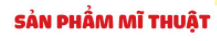 SẢN PHẨM MĨ THUẬT